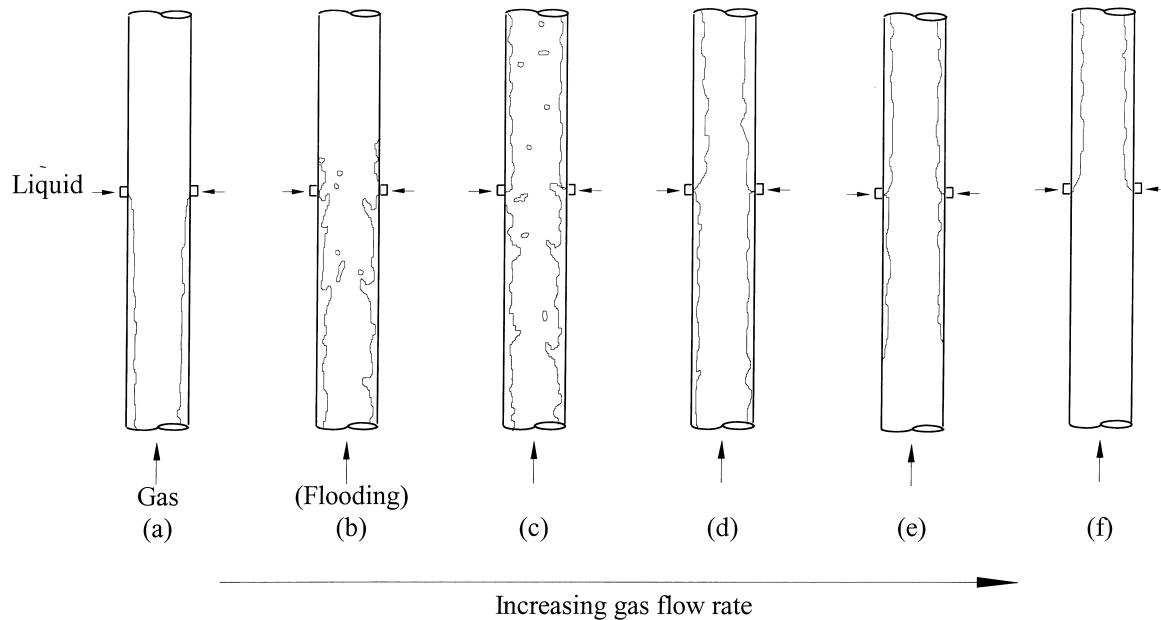 Liquid
Gas
(Flooding)
(a)
(b)
(c)
(d)
(e)
(f)
Increasing gas flow rate